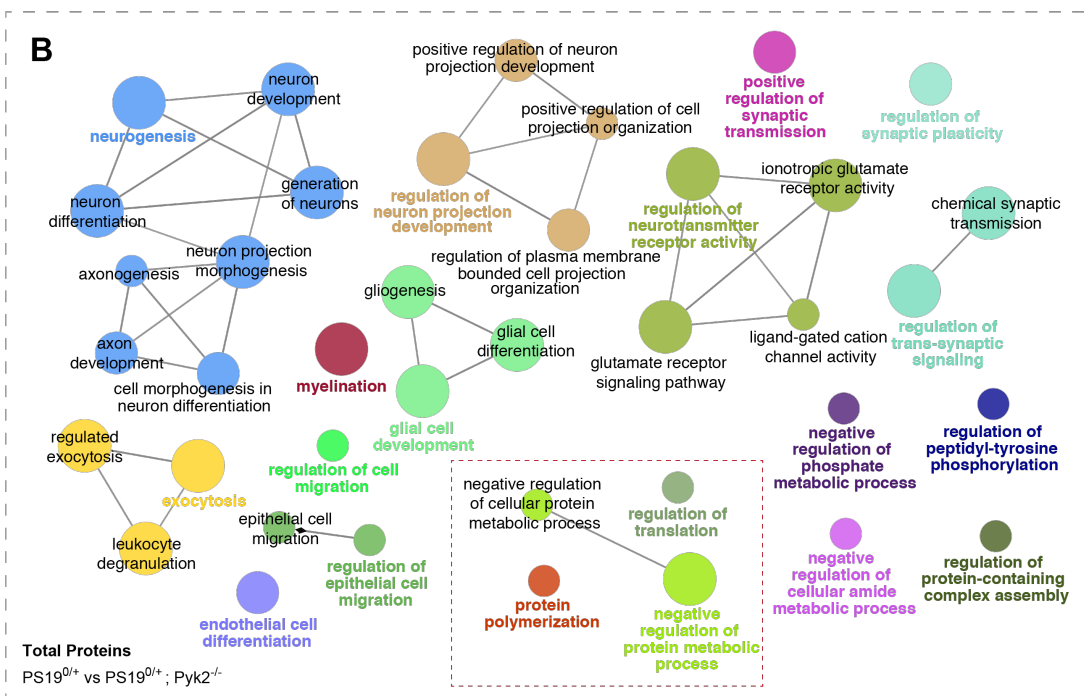 B
neurogenesis
neuron
development
neuron
differentiation
generation
of neurons
neuron projection
morphogenesis
axonogenesis
axon
development
cell morphogenesis in
neuron differentiation
positive regulation of neuron
projection development
positive regulation of cell
projection organization
regulation of
neuron projection
development
regulation of plasma membrane
bounded cell projection
organization
positive
regulation of
synaptic
transmission
regulation of
synaptic plasticity
ionotropic glutamate
receptor activity
regulation of
neurotransmitter
receptor activity
glutamate receptor
signaling pathway
ligand-gated cation
channel activity
chemical synaptic
transmission
regulation of
trans-synaptic
signaling
gliogenesis
glial cell
differentiation
glial cell
development
myelination
regulated
exocytosis
exocytosis
leukocyte
degranulation
regulation of cell
migration
epithelial cell
migration
regulation of
epithelial cell
migration
endothelial cell
differentiation
negative regulation
of cellular protein
metabolic process
regulation of
translation
protein
polymerization
negative
regulation of
protein metabolic
process
negative
regulation of
phosphate
metabolic process
regulation of
peptidyl-tyrosine
phosphorylation
negative
regulation of
cellular amide
metabolic process
regulation of
protein-containing
complex assembly
Total Proteins
PS19^0/+ vs PS19^0/+ ; Pyk2^-/-